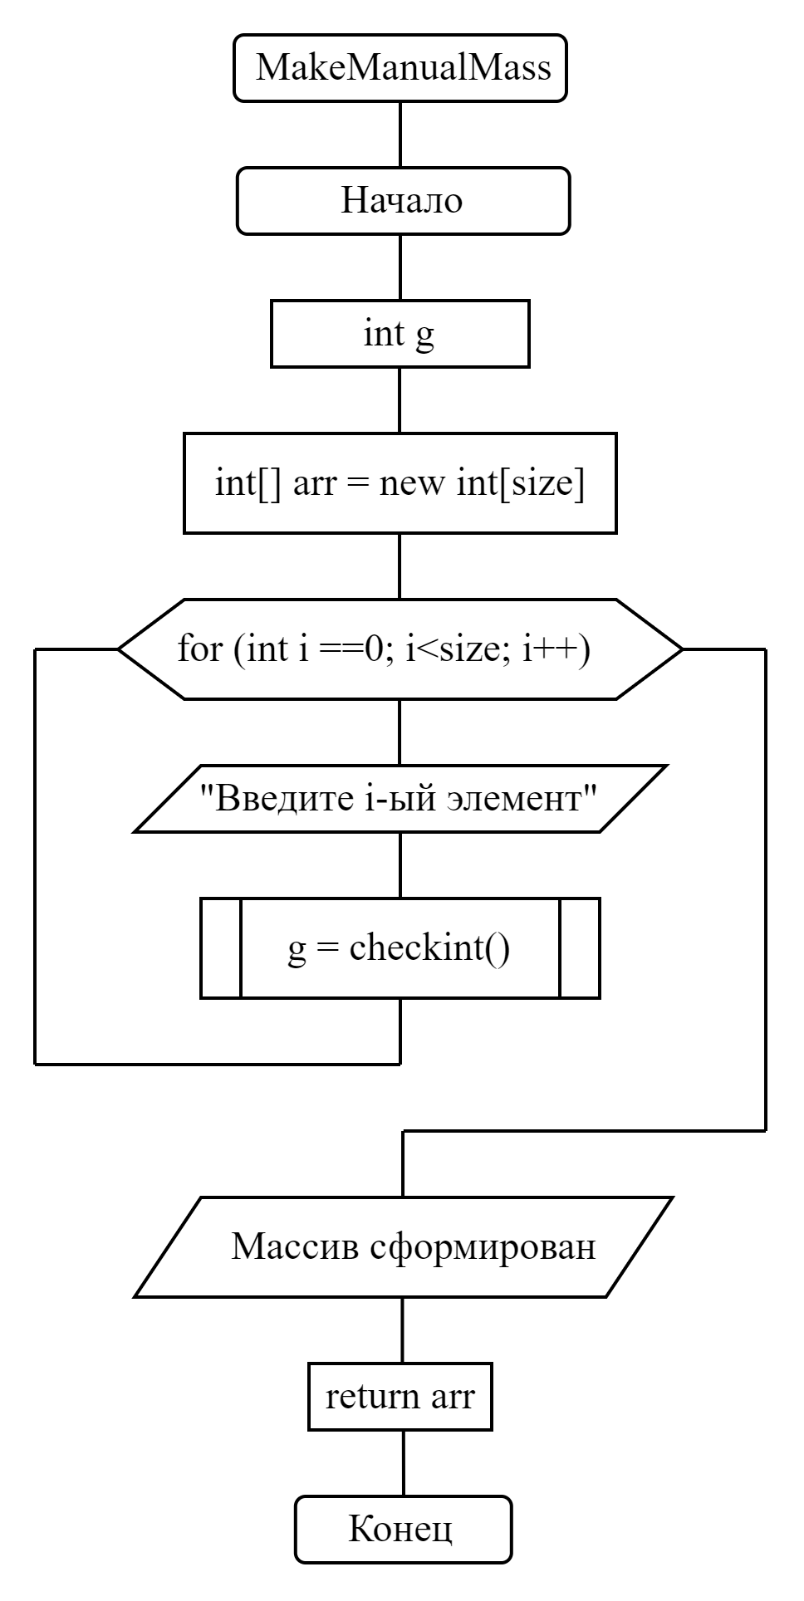 MakeManualMass
Начало
int g
int[] arr = new int[size]
for (int i ==0; i<size; i++)
"Введите i-ый элемент"
g = checkint()
Массив сформирован
return arr
Конец